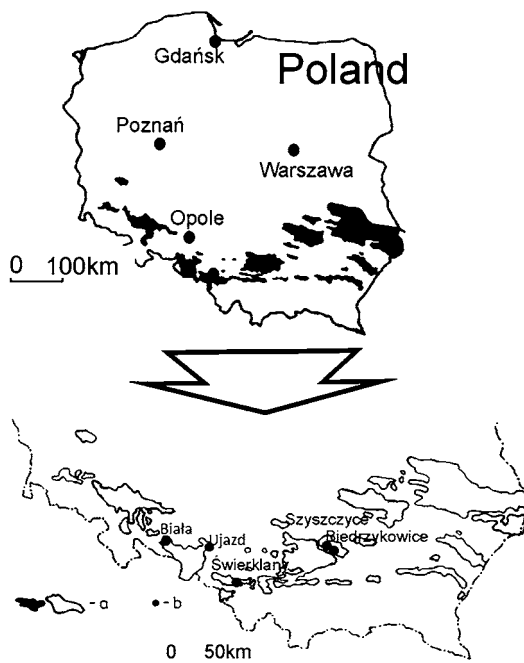 Gdańsk
Poland
Poznań
Warszawa
Opole
0 100km
Szyszczyce
Biała
Biedrzykowice
Ujazd
Świerklany
-a
-b
0 50km